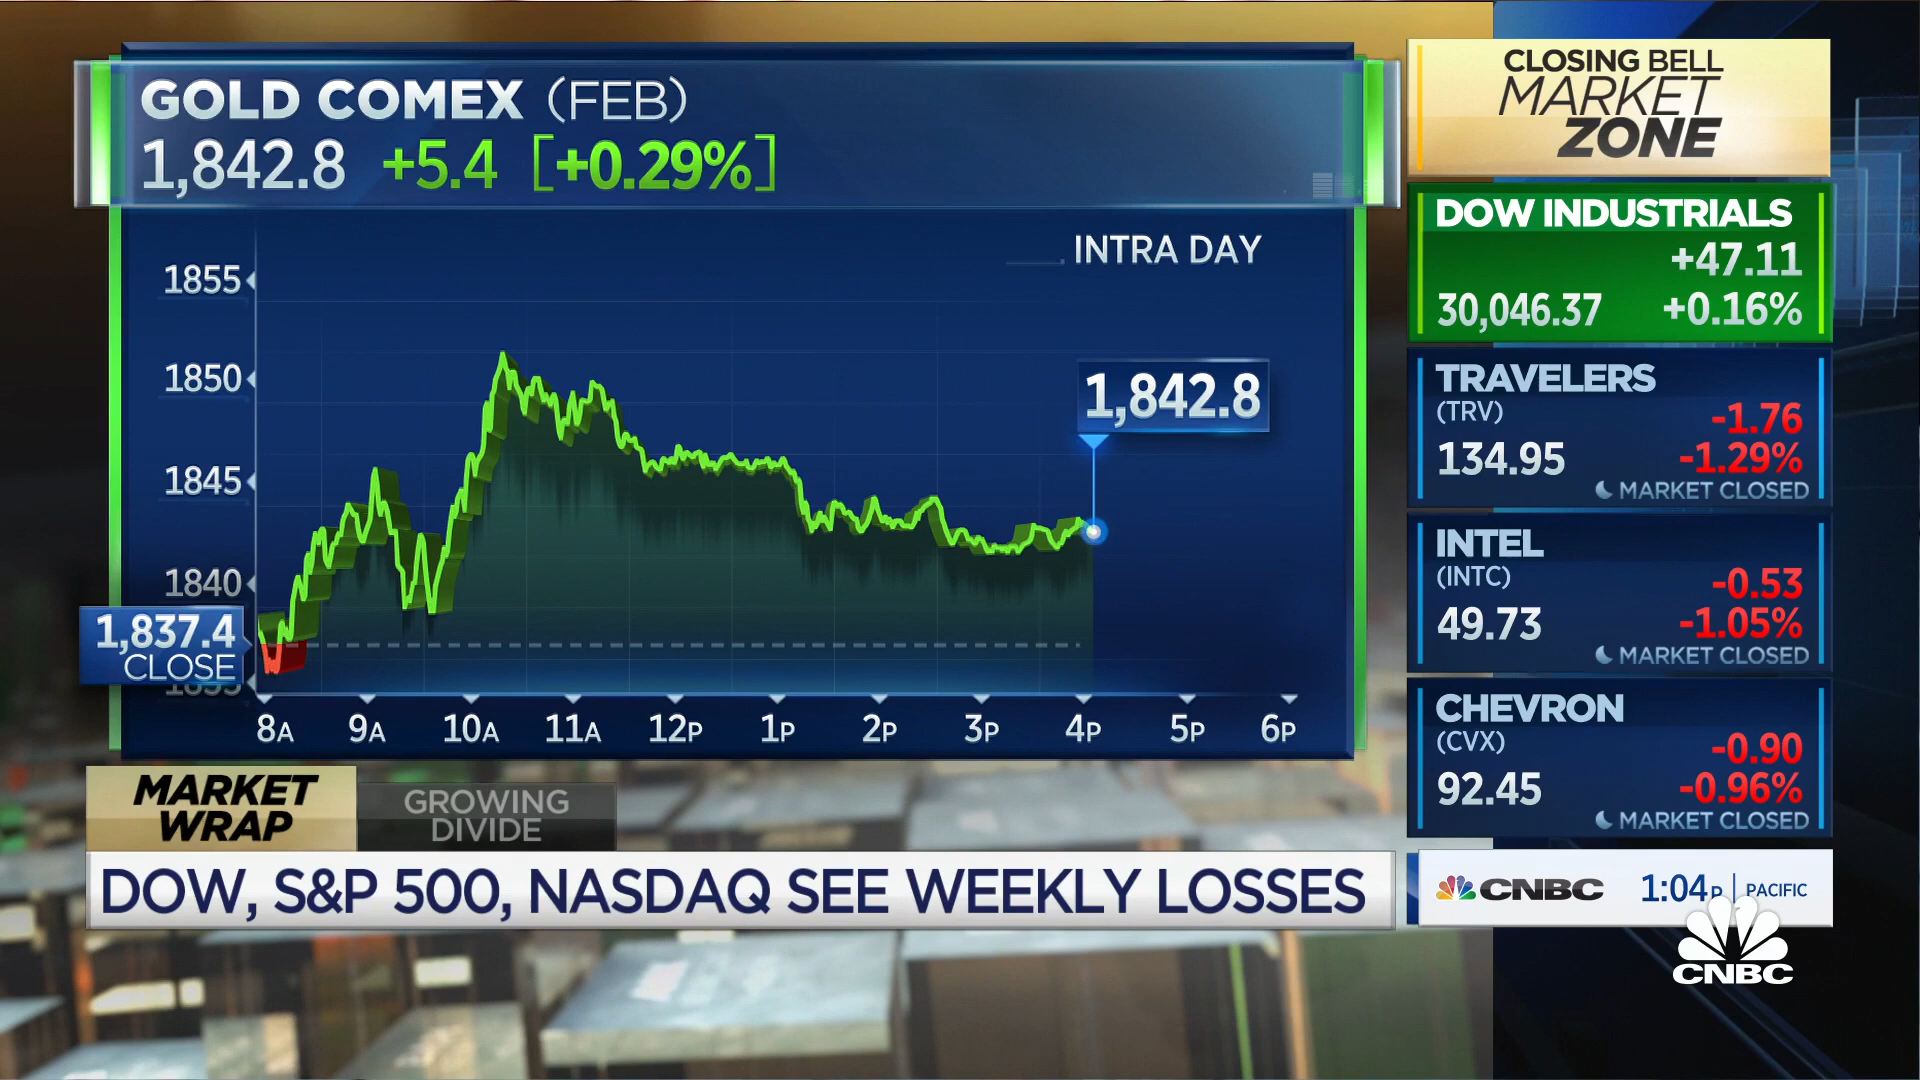 GOLD COMEX (FEB)
1,842.8 +5.4 [+0.29%]
INTRA DAY
1855
1850
1845
1840
1,842.8
1,837.4
CLOSE
8A 9A 10A 11A 12P 1P 2P 3P 4P 5P 6P
MARKET
WRAP
GROWING
DIVIDE
DOW, S&P 500, NASDAQ SEE WEEKLY LOSSES
CLOSING BELL
MARKET
ZONE
DOW INDUSTRIALS
+47.11
30,046.37 +0.16%
TRAVELERS
(TRV)
-1.76
134.95 -1.29%
MARKET CLOSED
INTEL
(INTC)
-0.53
49.73 -1.05%
MARKET CLOSED
CHEVRON
(CVX)
-0.90
92.45 -0.96%
MARKET CLOSED
CNBC 1:04P PACIFIC
CNBC